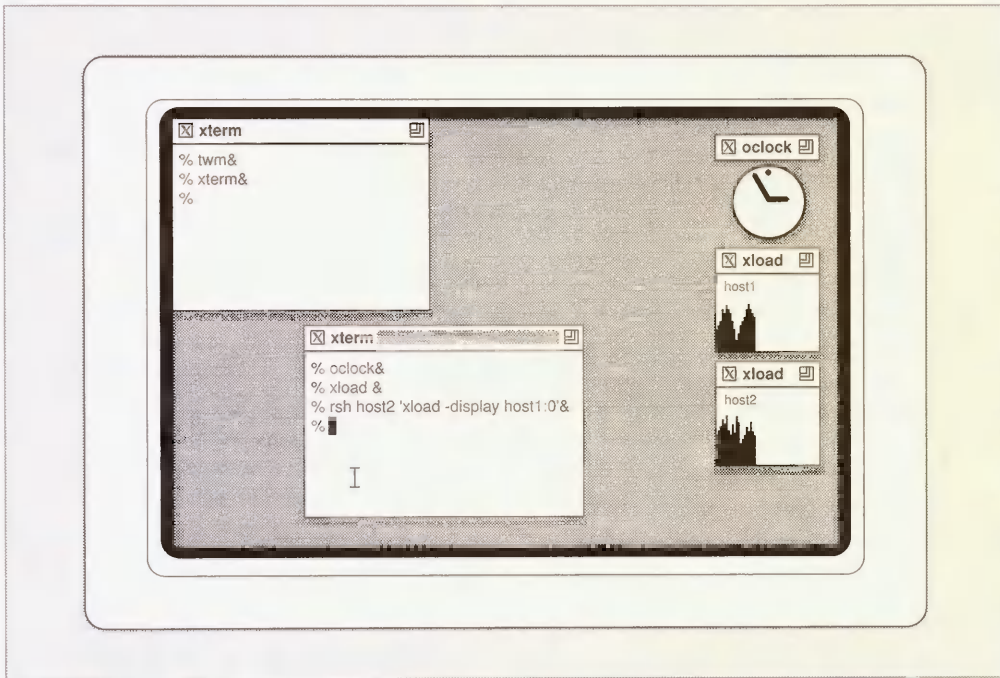 xterm
% twm&
% xterm&
%
xterm
% oclock&
% xload &
% rsh host2 'xload -display host1:0'&
%
oclock
xload
host1
xload
host2